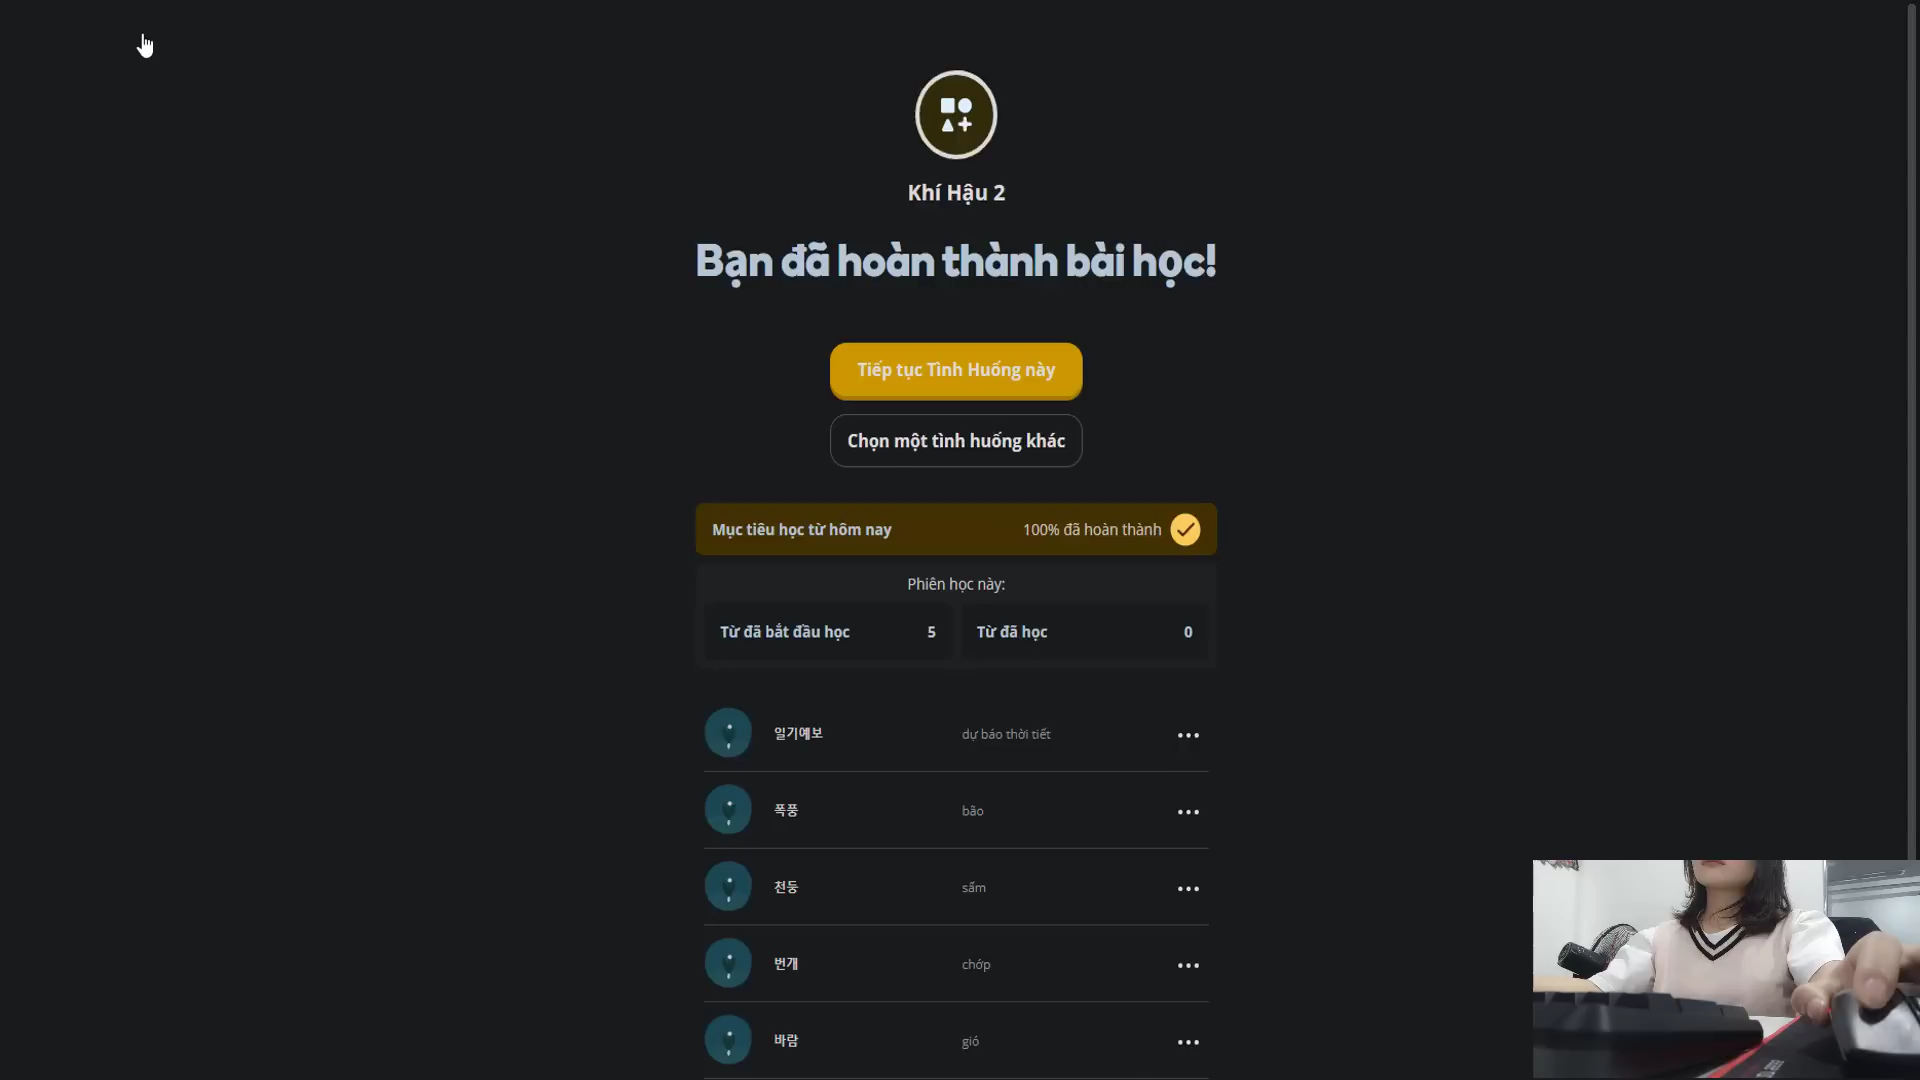 Khí Hậu 2
Bạn đã hoàn thành bài học!
Tiếp tục Tình Huống này
Chọn một tình huống khác
Mục tiêu học từ hôm nay 100% đã hoàn thành
Phiên học này:
Từ đã bắt đầu học 5 Từ đã học 0
일기예보 dự báo thời tiết
폭풍 bão
천둥 sấm
번개 chớp
바람 gió